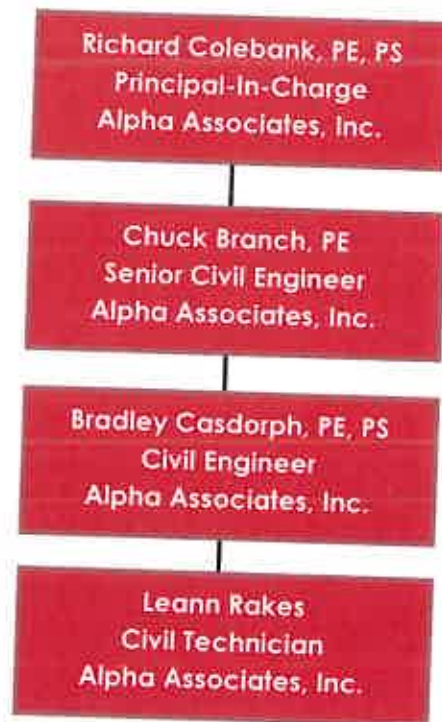 Richard Colebank, PE, PS
Principal-In-Charge
Alpha Associates, Inc.
Chuck Branch, PE
Senior Civil Engineer
Alpha Associates, Inc.
Bradley Casdorph, PE, PS
Civil Engineer
Alpha Associates, Inc.
Leann Rakes
Civil Technician
Alpha Associates, Inc.